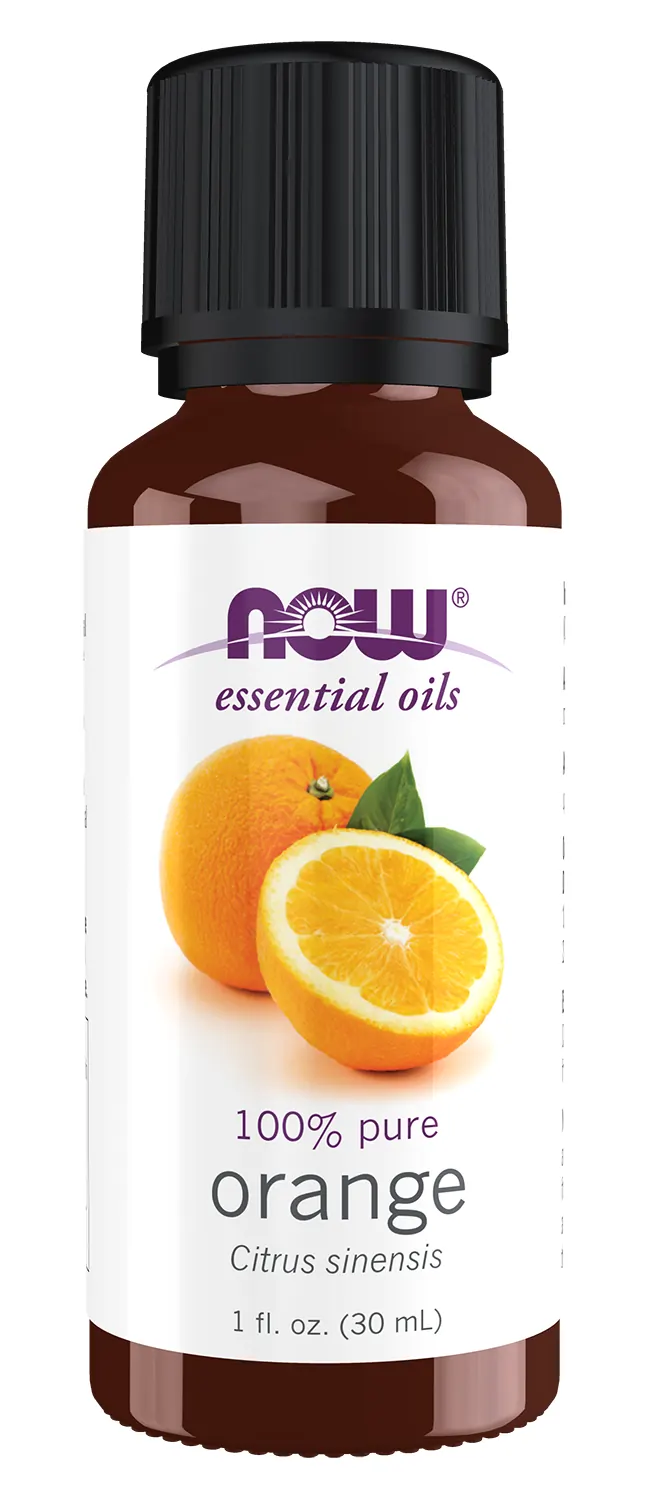 now®
essential oils
100% pure
orange
Citrus sinensis
1 fl. oz. (30 mL)